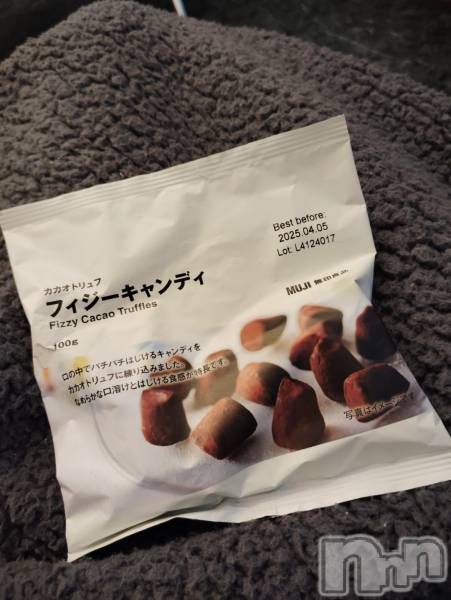 Best before:
2025.04.05
Lot: L4124017
カカオトリュフ
フィジーキャンディ
Fizzy Cacao Truffles
100g
MUJI 無印良品
口の中でパチパチはじけるキャンディを
カカオトリュフに練り込みました。
なめらかな口溶けとはじける食感が特長です。
写真はイメージです
nnn